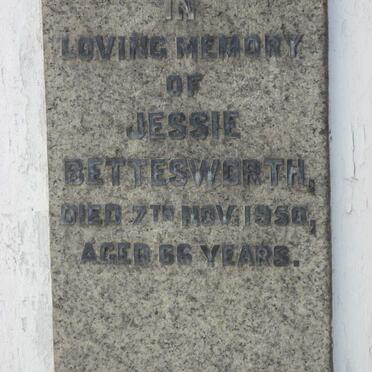 IN
LOVING MEMORY
OF
JESSIE
BETTESWORTH,
DIED 7TH NOV. 1950,
AGED 66 YEARS.